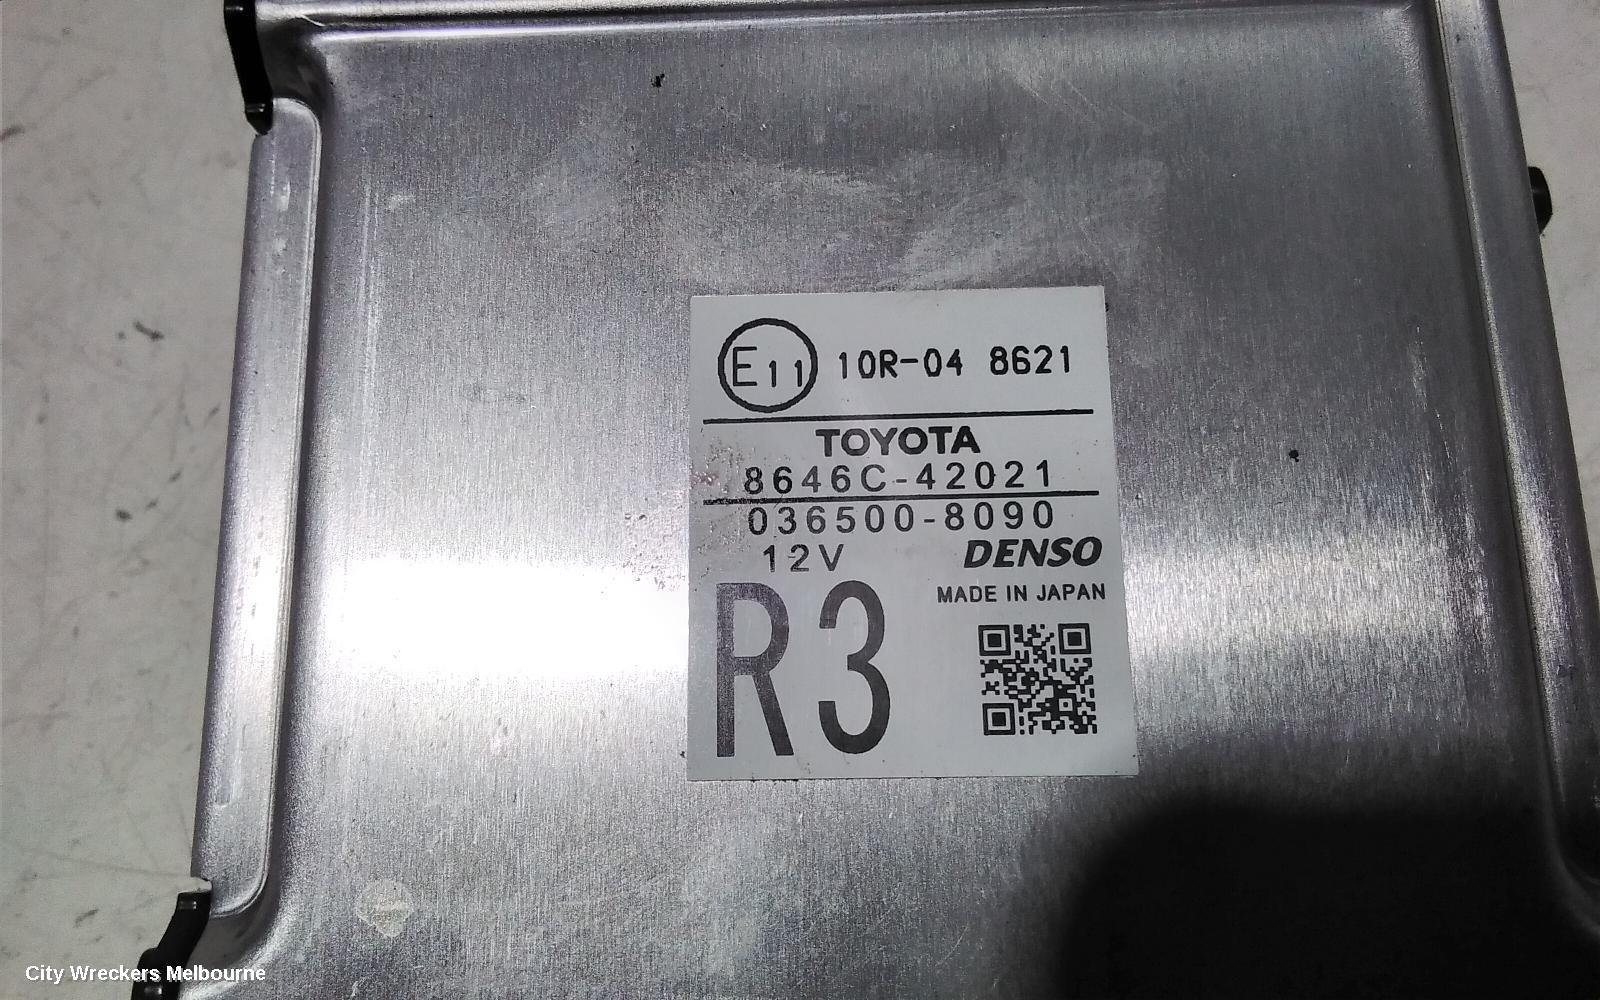 E11 10R-04 8621
TOYOTA
8646C-42021
036500-8090
12V DENSO
MADE IN JAPAN
R3
City Wreckers Melbourne